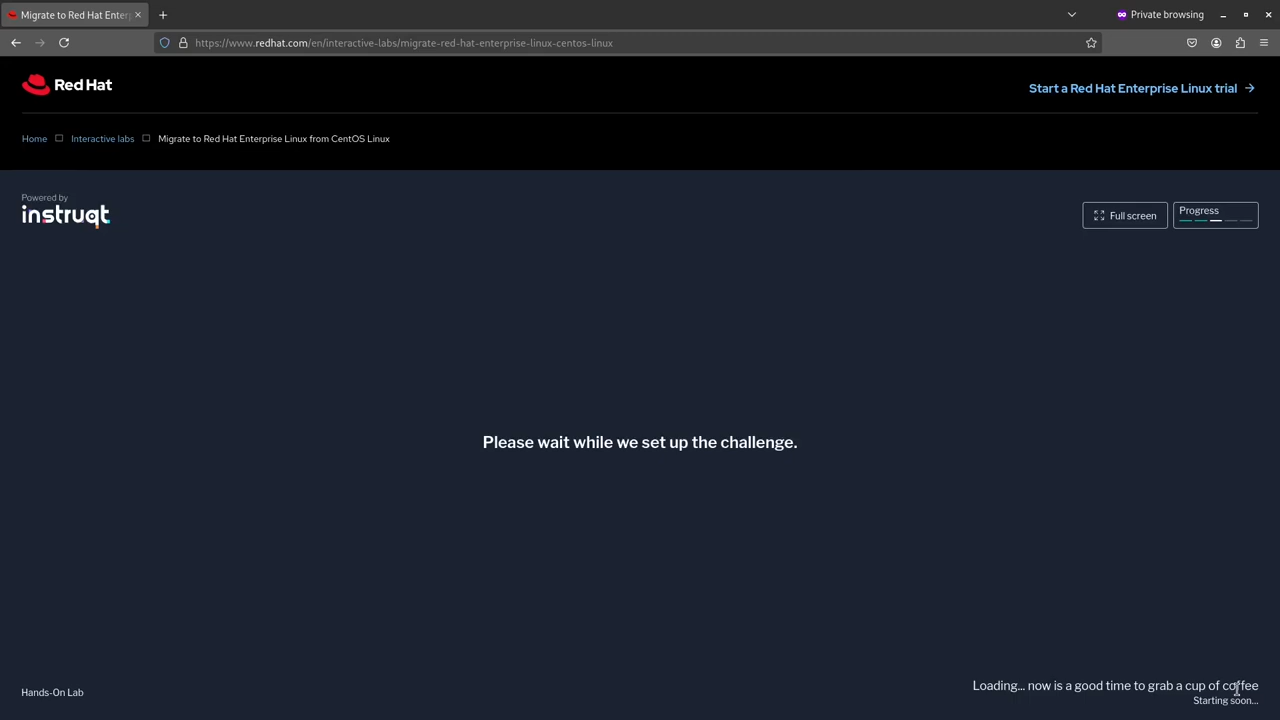 Migrate to Red Hat Enter
Private browsing
https://www.redhat.com/en/interactive-labs/migrate-red-hat-enterprise-linux-centos-linux
Red Hat
Start a Red Hat Enterprise Linux trial
Home
Interactive labs
Migrate to Red Hat Enterprise Linux from CentOS Linux
Powered by
instruqt
Full screen
Progress
Please wait while we set up the challenge.
Hands-On Lab
Loading... now is a good time to grab a cup of coffee
Starting soon...